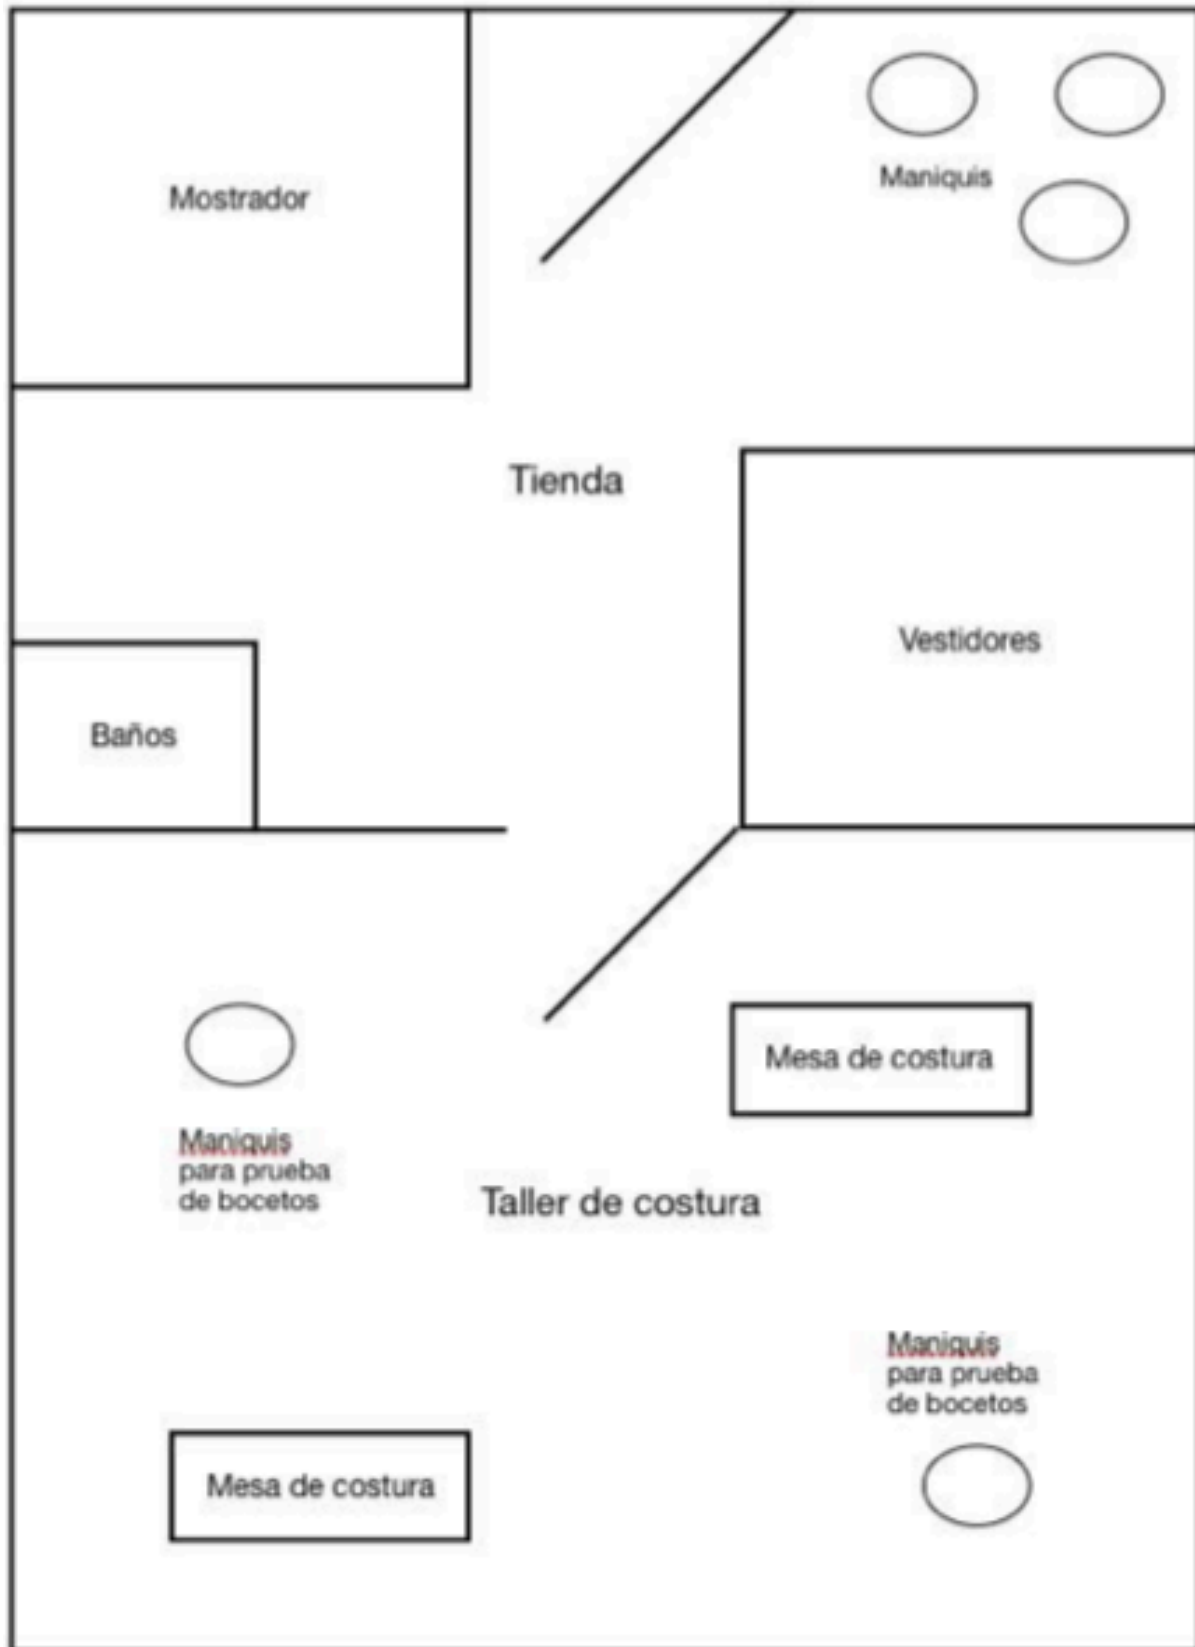 Maniquis
Mostrador
Tienda
Vestidores
Baños
Mesa de costura
Maniquis
para prueba
de bocetos
Taller de costura
Maniquis
para prueba
de bocetos
Mesa de costura